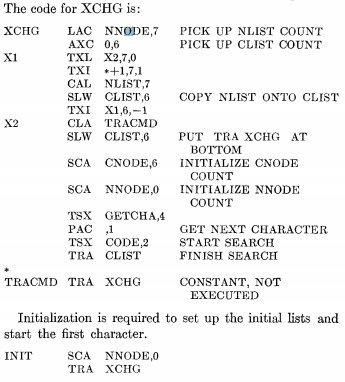 The code for XCHG is:
XCHG LAC NNODE,7 PICK UP NLIST COUNT
AXC 0,6 PICK UP CLIST COUNT
X1 TXL X2,7,0
TXI *+1,7,1
CAL NLIST,7
SLW CLIST,6 COPY NLIST ONTO CLIST
TXI X1,6,−1
X2 CLA TRACMD
SLW CLIST,6 PUT TRA XCHG AT
BOTTOM
SCA CNODE,6 INITIALIZE CNODE
COUNT
SCA NNODE,0 INITIALIZE NNODE
COUNT
TSX GETCHA,4
PAC ,1 GET NEXT CHARACTER
TSX CODE,2 START SEARCH
TRA CLIST FINISH SEARCH
*
TRACMD TRA XCHG CONSTANT, NOT
EXECUTED
Initialization is required to set up the initial lists and
start the first character.
INIT SCA NNODE,0
TRA XCHG